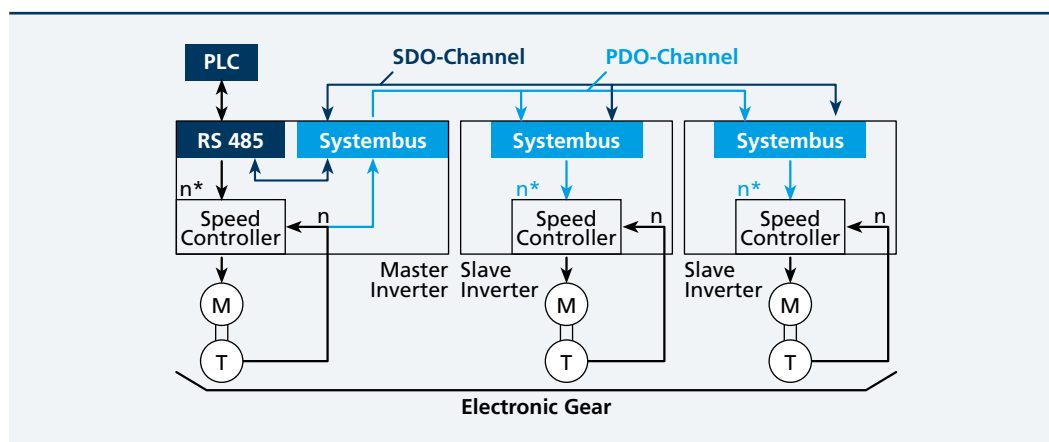 SDO-Channel PDO-Channel
PLC
RS 485 Systembus Systembus Systembus
n* n* n*
Speed Controller n Speed Controller n Speed Controller n
Master Inverter Slave Inverter Slave Inverter
M M M
T T T
Electronic Gear